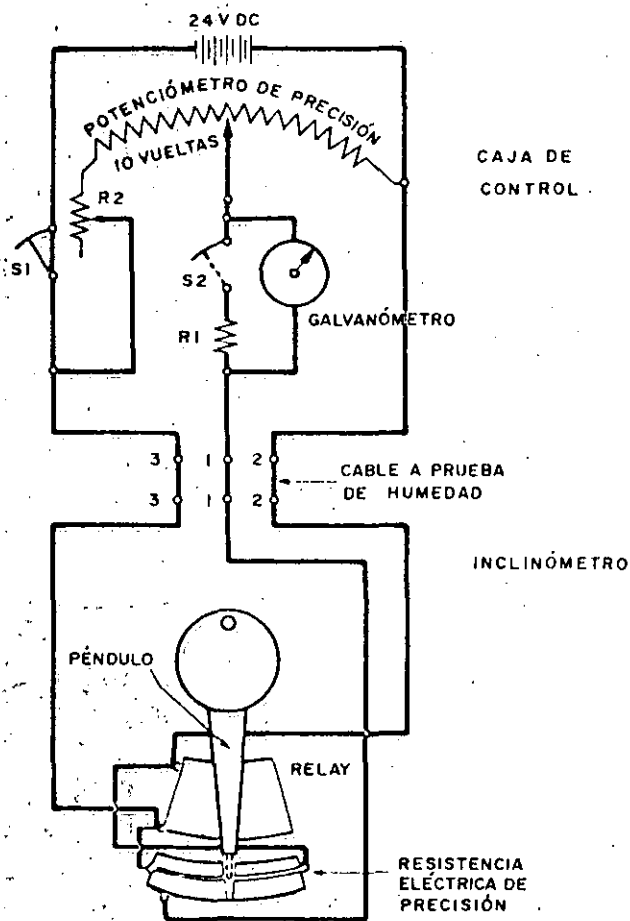 24 V DC
POTENCIÓMETRO DE PRECISIÓN
10 VUELTAS
CAJA DE
CONTROL
R2
S1
S2
GALVANÓMETRO
R1
3 1 2
3 1 2
CABLE A PRUEBA
DE HUMEDAD
INCLINÓMETRO
PÉNDULO
RELAY
RESISTENCIA
ELÉCTRICA DE
PRECISIÓN